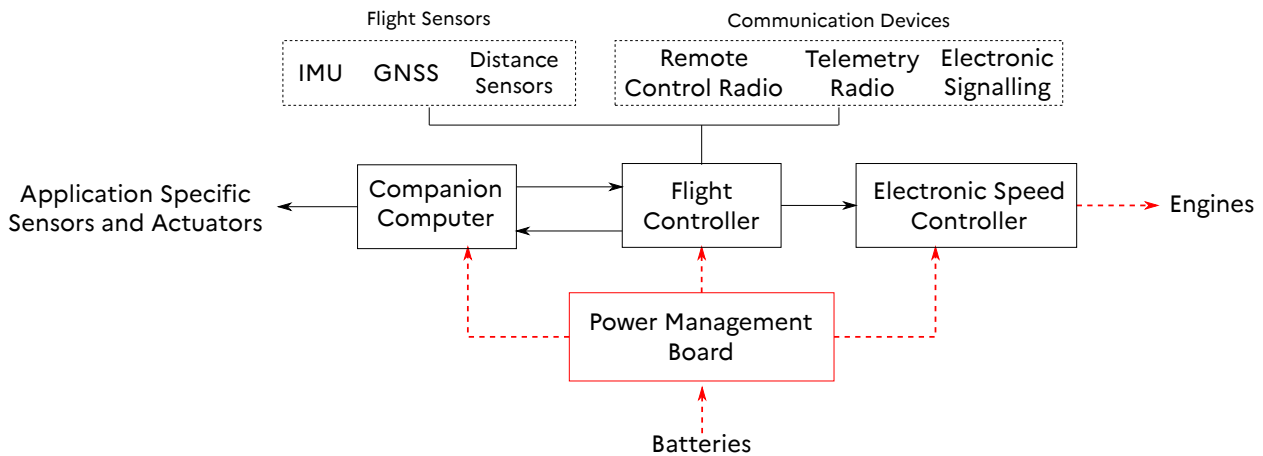 Flight Sensors
Communication Devices
IMU
GNSS
Distance
Sensors
Remote
Control Radio
Telemetry
Radio
Electronic
Signalling
Application Specific
Sensors and Actuators
Companion
Computer
Flight
Controller
Electronic Speed
Controller
Engines
Power Management
Board
Batteries